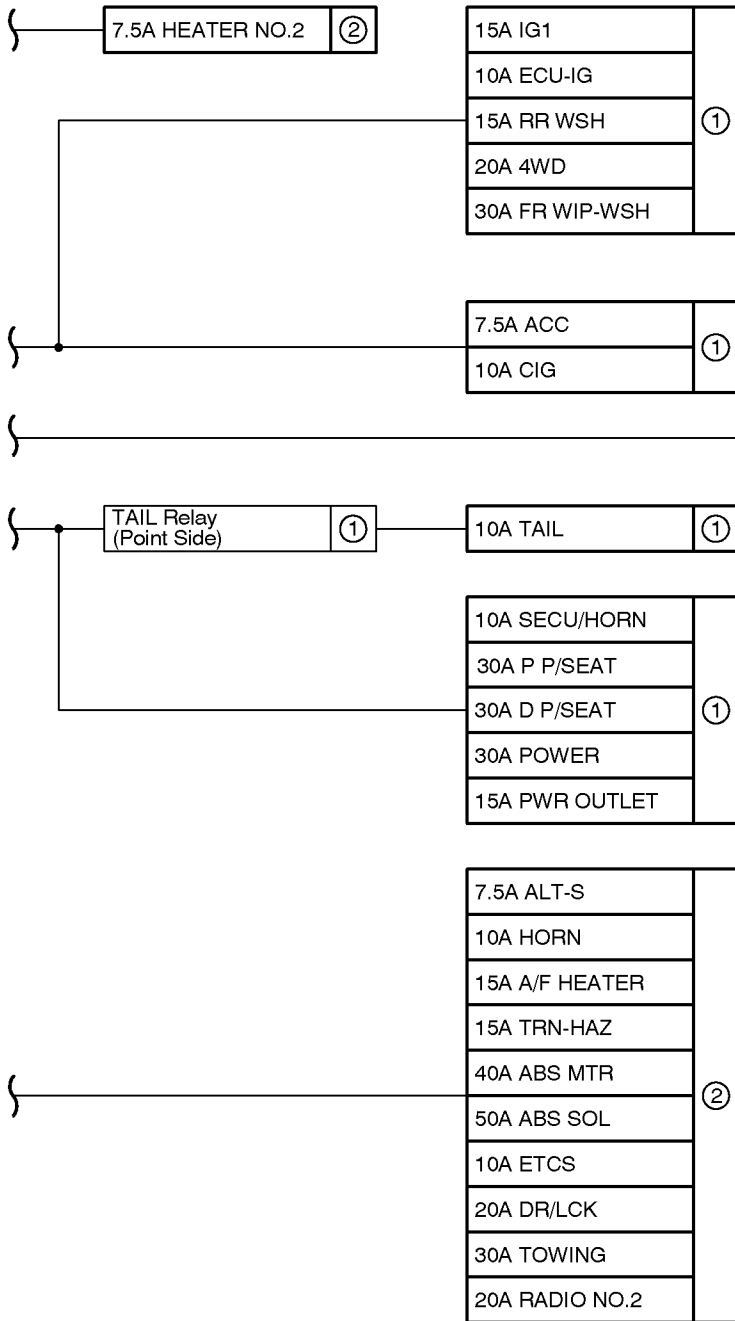 7.5A HEATER NO.2 ②
15A IG1
10A ECU-IG
15A RR WSH
①
20A 4WD
30A FR WIP-WSH
7.5A ACC
①
10A CIG
TAIL Relay
(Point Side)
①
10A TAIL ①
10A SECU/HORN
30A P P/SEAT
30A D P/SEAT
①
30A POWER
15A PWR OUTLET
7.5A ALT-S
10A HORN
15A A/F HEATER
15A TRN-HAZ
40A ABS MTR
②
50A ABS SOL
10A ETCS
20A DR/LCK
30A TOWING
20A RADIO NO.2